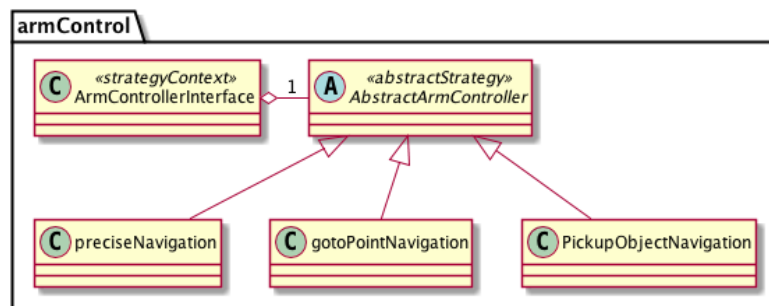 armControl
C «strategyContext»
ArmControllerInterface
1
A «abstractStrategy»
AbstractArmController
C preciseNavigation
C gotoPointNavigation
C PickupObjectNavigation